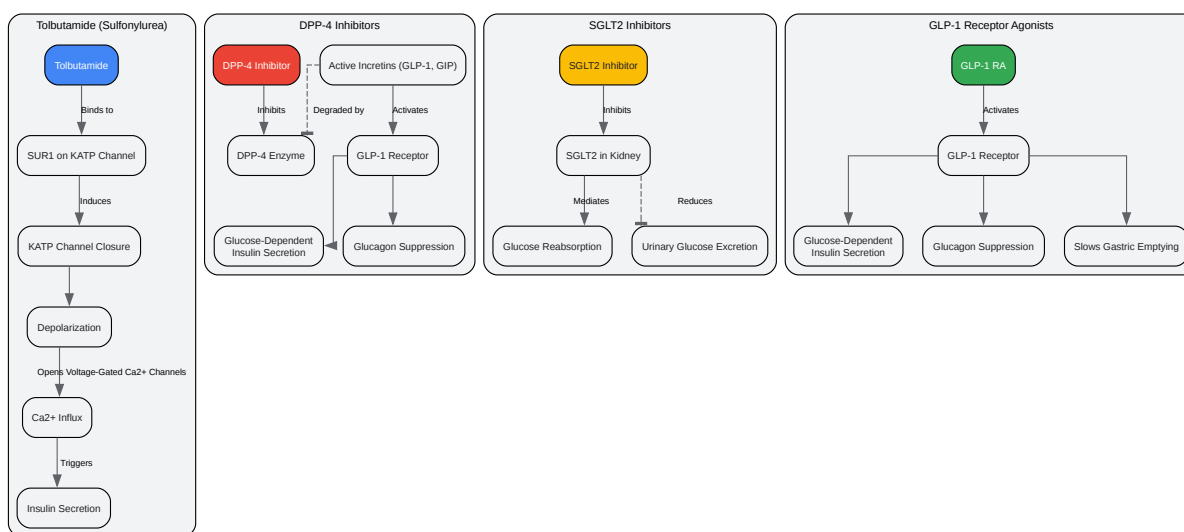 Tolbutamide (Sulfonylurea)
Tolbutamide
Binds to
SUR1 on KATP Channel
Induces
KATP Channel Closure
Depolarization
Opens Voltage-Gated Ca2+ Channels
Ca2+ Influx
Triggers
Insulin Secretion
DPP-4 Inhibitors
DPP-4 Inhibitor
Active Incretins (GLP-1, GIP)
Inhibits
Degraded by
Activates
DPP-4 Enzyme
GLP-1 Receptor
Glucose-Dependent
Insulin Secretion
Glucagon Suppression
SGLT2 Inhibitors
SGLT2 Inhibitor
Inhibits
SGLT2 in Kidney
Mediates
Reduces
Glucose Reabsorption
Urinary Glucose Excretion
GLP-1 Receptor Agonists
GLP-1 RA
Activates
GLP-1 Receptor
Glucose-Dependent
Insulin Secretion
Glucagon Suppression
Slows Gastric Emptying